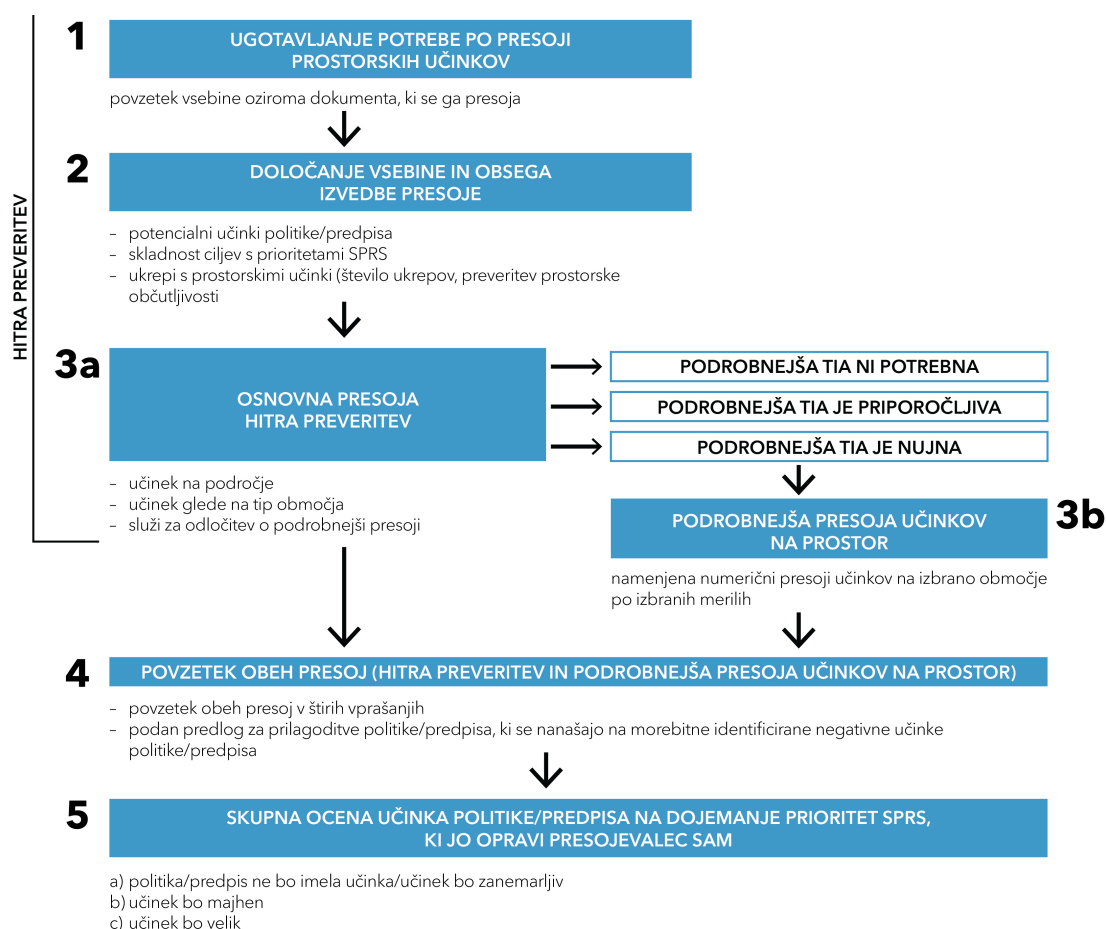 HITRA PREVERITEV
1
UGOTAVLJANJE POTREBE PO PRESOJI
PROSTORSKIH UČINKOV
povzetek vsebine oziroma dokumenta, ki se ga presoja
2
DOLOČANJE VSEBINE IN OBSEGA
IZVEDBE PRESOJE
– potencialni učinki politike/predpisa
– skladnost ciljev s prioritetami SPRS
– ukrepi s prostorskimi učinki (število ukrepov, preveritev prostorske
občutljivosti
3a
OSNOVNA PRESOJA
HITRA PREVERITEV
PODROBNEJŠA TIA NI POTREBNA
PODROBNEJŠA TIA JE PRIPOROČLJIVA
PODROBNEJŠA TIA JE NUJNA
– učinek na področje
– učinek glede na tip območja
– služi za odločitev o podrobnejši presoji
PODROBNEJŠA PRESOJA UČINKOV
NA PROSTOR
3b
namenjena numerični presoji učinkov na izbrano območje
po izbranih merilih
4
POVZETEK OBEH PRESOJ (HITRA PREVERITEV IN PODROBNEJŠA PRESOJA UČINKOV NA PROSTOR)
– povzetek obeh presoj v štirih vprašanjih
– podan predlog za prilagoditve politike/predpisa, ki se nanašajo na morebitne identificirane negativne učinke
politike/predpisa
5
SKUPNA OCENA UČINKA POLITIKE/PREDPISA NA DOJEMANJE PRIORITET SPRS,
KI JO OPRAVI PRESOJEVALEC SAM
a) politika/predpis ne bo imela učinka/učinek bo zanemarljiv
b) učinek bo majhen
c) učinek bo velik